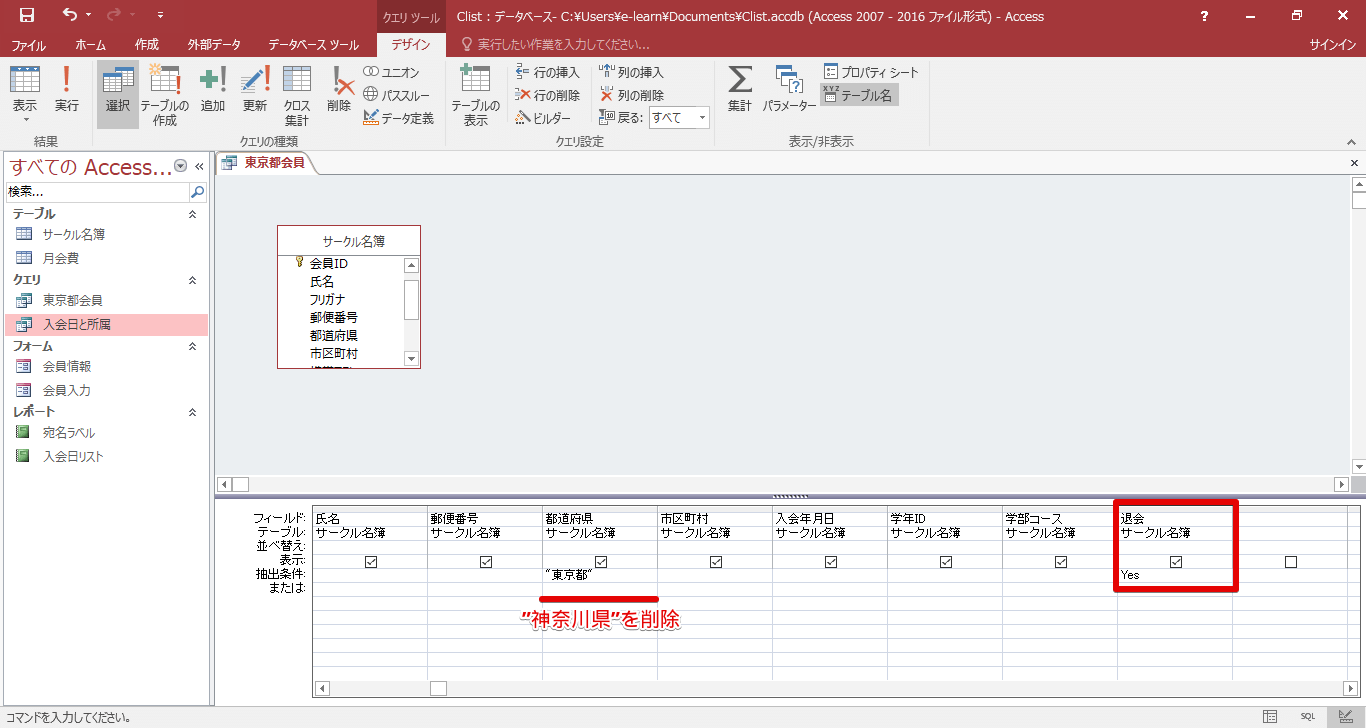 クエリ ツール
Clist : データベース- C:¥Users¥e-learn¥Documents¥Clist.accdb (Access 2007 - 2016 ファイル形式) - Access
?
ファイル ホーム 作成 外部データ データベース ツール デザイン 実行したい作業を入力してください... サインイン
表示 実行 選択 テーブルの作成 追加 更新 クロス集計 削除
ユニオン
パススルー
データ定義
テーブルの表示
行の挿入
行の削除
ビルダー
列の挿入
列の削除
戻る: すべて
集計 パラメーター
プロパティ シート
XYZ テーブル名
結果 クエリの種類 クエリ設定 表示/非表示
すべての Access... «
検索...
テーブル
サークル名簿
月会費
クエリ
東京都会員
入会日と所属
フォーム
会員情報
会員入力
レポート
宛名ラベル
入会日リスト
東京都会員
サークル名簿
会員ID
氏名
フリガナ
郵便番号
都道府県
市区町村
フィールド: 氏名 郵便番号 都道府県 市区町村 入会年月日 学年ID 学部コース 退会
テーブル: サークル名簿 サークル名簿 サークル名簿 サークル名簿 サークル名簿 サークル名簿 サークル名簿 サークル名簿
並べ替え:
表示:
抽出条件: "東京都" Yes
または:
"神奈川県"を削除
コマンドを入力してください。
SQL